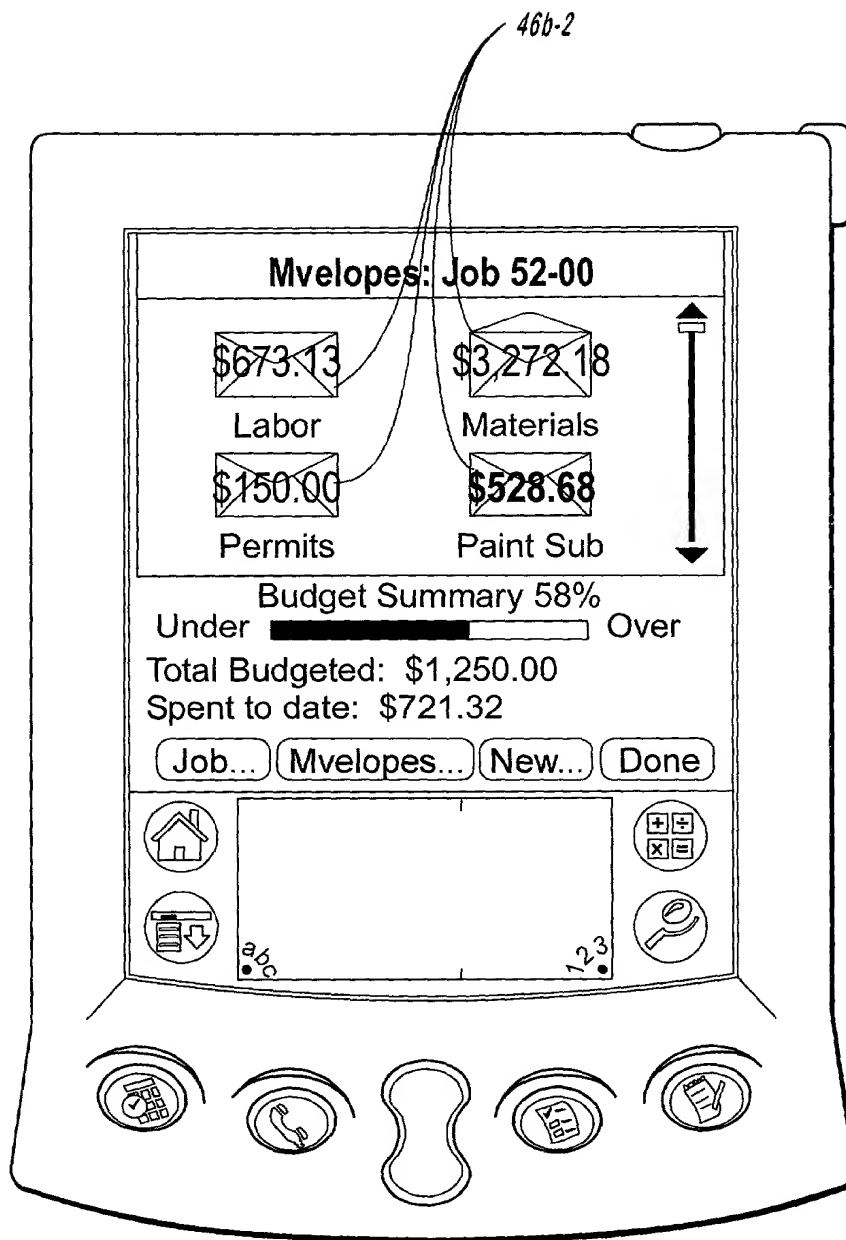 46b-2
Mvelopes: Job 52-00
$673.13 $3,272.18
Labor Materials
$150.00 $528.68
Permits Paint Sub
Budget Summary 58%
Under Over
Total Budgeted: $1,250.00
Spent to date: $721.32
Job... Mvelopes... New... Done
+ ÷
x =
abc 123